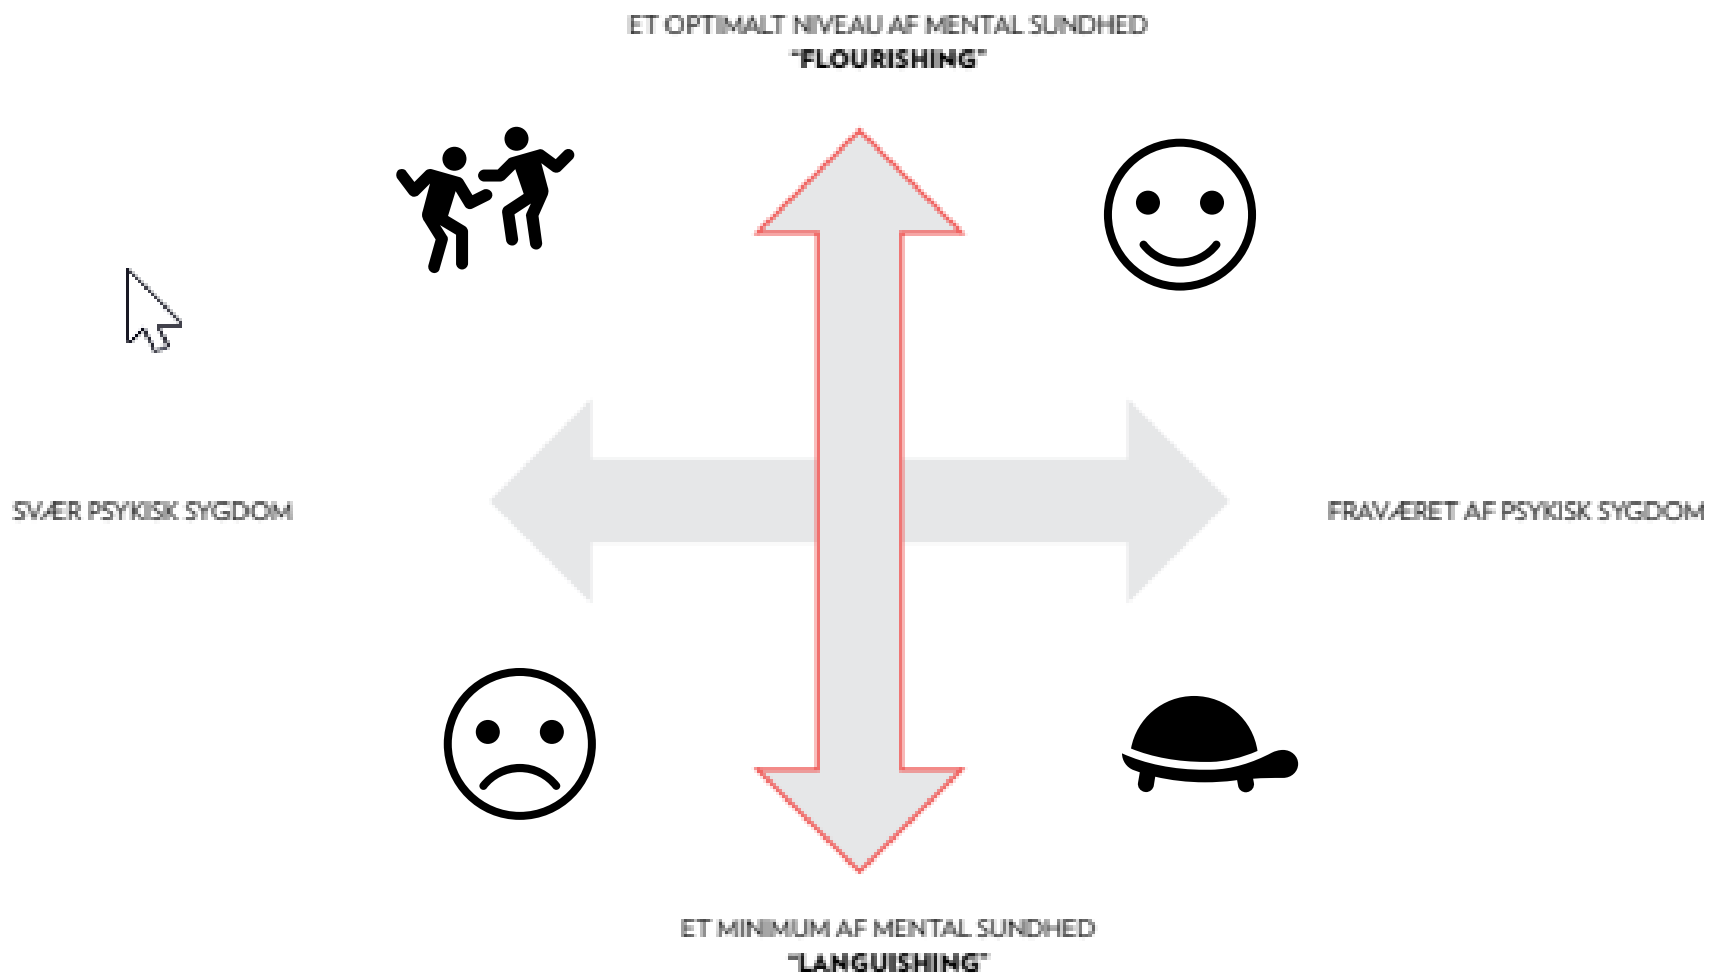 ET OPTIMALT NIVEAU AF MENTAL SUNDHED
"FLOURISHING"
SVÆR PSYKISK SYGDOM
FRAVÆRET AF PSYKISK SYGDOM
ET MINIMUM AF MENTAL SUNDHED
"LANGUISHING"